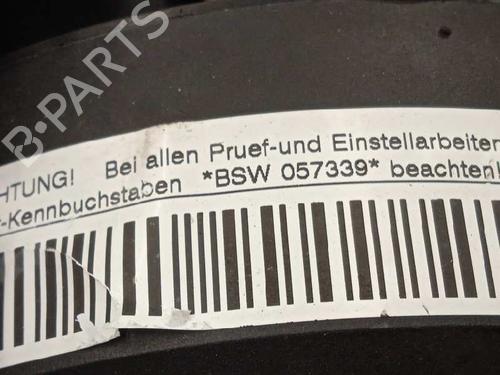 B-PARTS
HTUNG! Bei allen Pruef-und Einstellarbeiten
-Kennbuchstaben *BSW 057339* beachten!